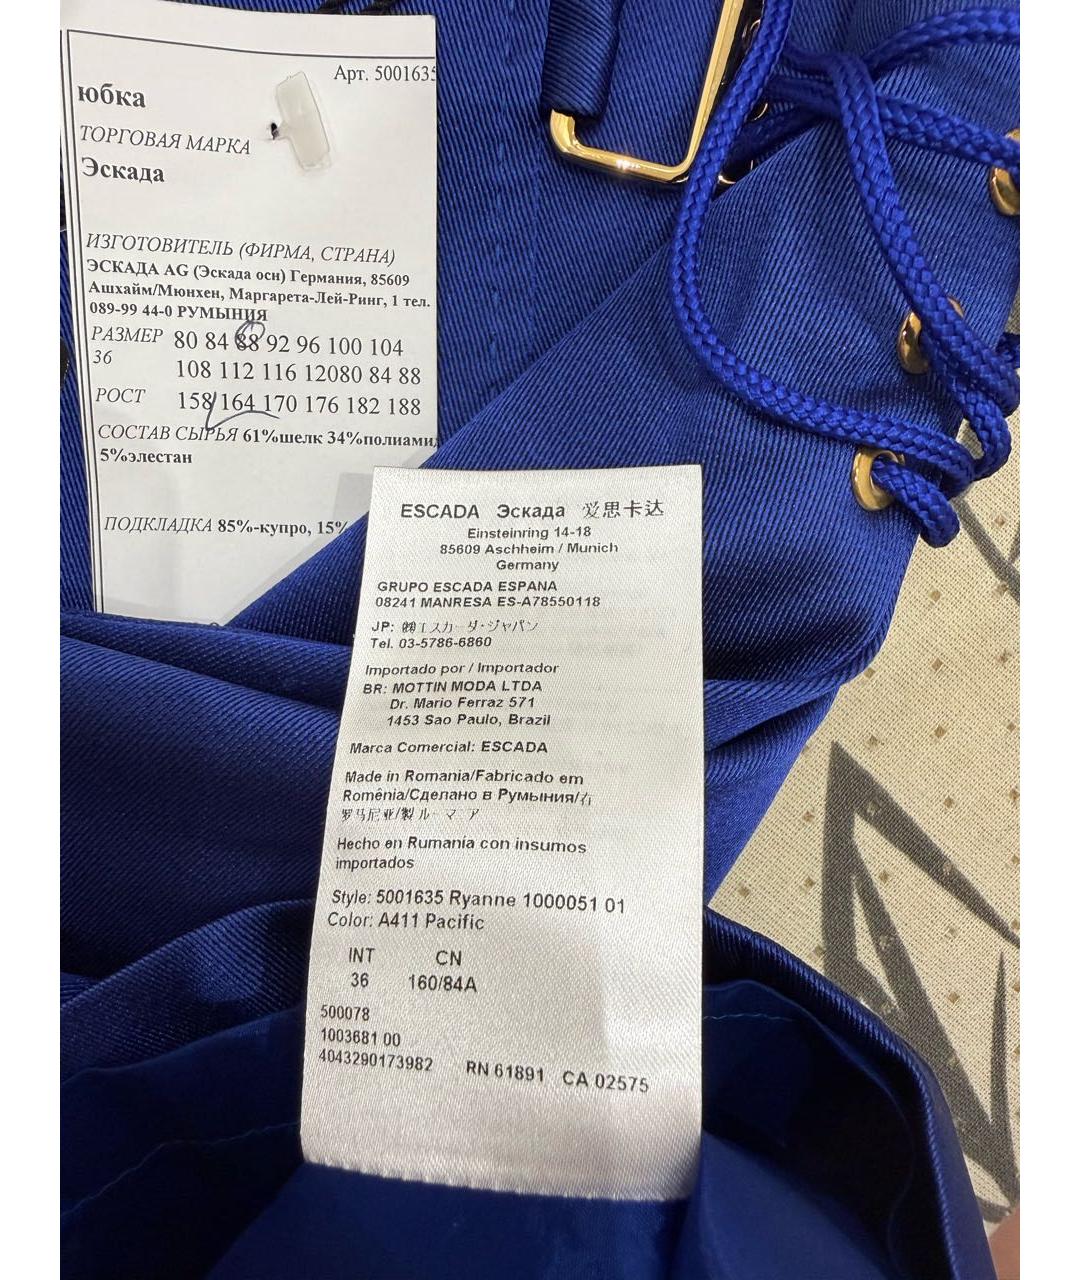 Арт. 5001635
юбка
ТОРГОВАЯ МАРКА
Эскада
ИЗГОТОВИТЕЛЬ (ФИРМА, СТРАНА)
ЭСКАДА AG (Эскада осн) Германия, 85609
Ашхайм/Мюнхен, Маргарета-Лей-Ринг, 1 тел.
089-99 44-0 РУМЫНИЯ
РАЗМЕР 80 84 88 92 96 100 104
36 108 112 116 12080 84 88
РОСТ 158 164 170 176 182 188
СОСТАВ СЫРЬЯ 61%шелк 34%полиамид
5%элестан
ПОДКЛАДКА 85%-купро, 15%
ESCADA Эскада 爱思卡达
Einsteinring 14-18
85609 Aschheim / Munich
Germany
GRUPO ESCADA ESPANA
08241 MANRESA ES-A78550118
JP: ㈱エスカーダ・ジャパン
Tel. 03-5786-6860
Importado por / Importador
BR: MOTTIN MODA LTDA
Dr. Mario Ferraz 571
1453 Sao Paulo, Brazil
Marca Comercial: ESCADA
Made in Romania/Fabricado em
Romênia/Сделано в Румыния/在
罗马尼亚/製 ルーマ ア
Hecho en Rumanía con insumos
importados
Style: 5001635 Ryanne 1000051 01
Color: A411 Pacific
INT CN
36 160/84A
500078
1003681 00
4043290173982 RN 61891 CA 02575